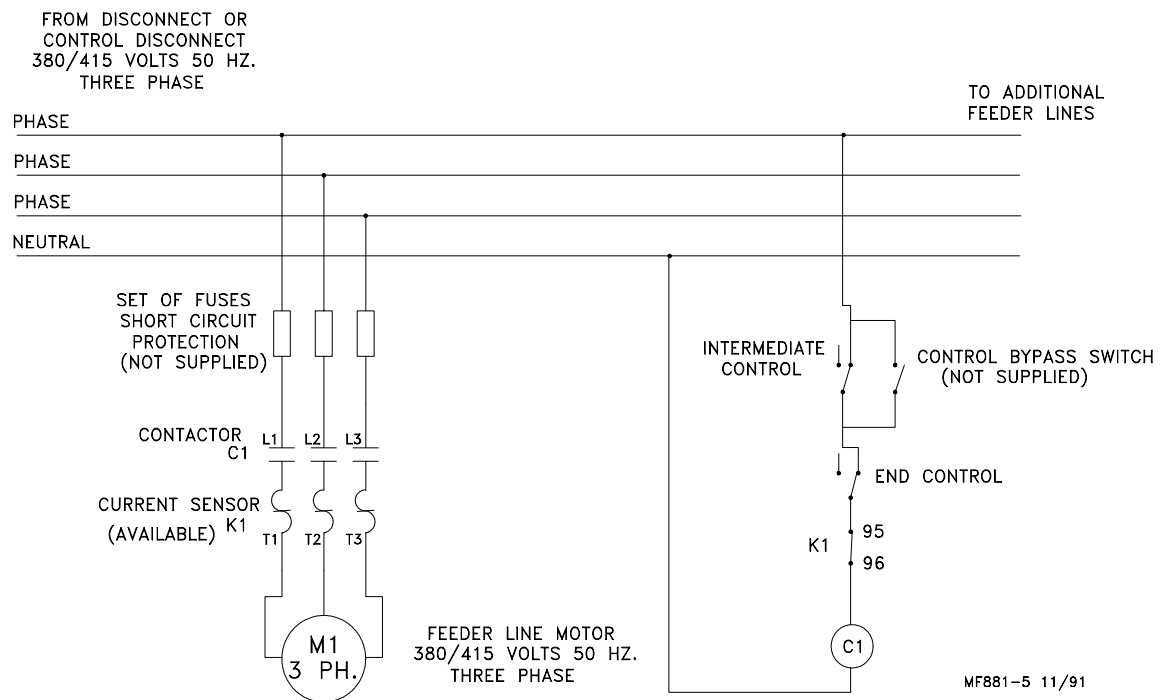 FROM DISCONNECT OR
CONTROL DISCONNECT
380/415 VOLTS 50 HZ.
THREE PHASE
TO ADDITIONAL
FEEDER LINES
PHASE
PHASE
PHASE
NEUTRAL
SET OF FUSES
SHORT CIRCUIT
PROTECTION
(NOT SUPPLIED)
INTERMEDIATE
CONTROL
CONTROL BYPASS SWITCH
(NOT SUPPLIED)
CONTACTOR
C1
L1 L2 L3
END CONTROL
CURRENT SENSOR
K1
(AVAILABLE)
T1 T2 T3
K1
95
96
M1
3 PH.
FEEDER LINE MOTOR
380/415 VOLTS 50 HZ.
THREE PHASE
C1
MF881-5 11/91